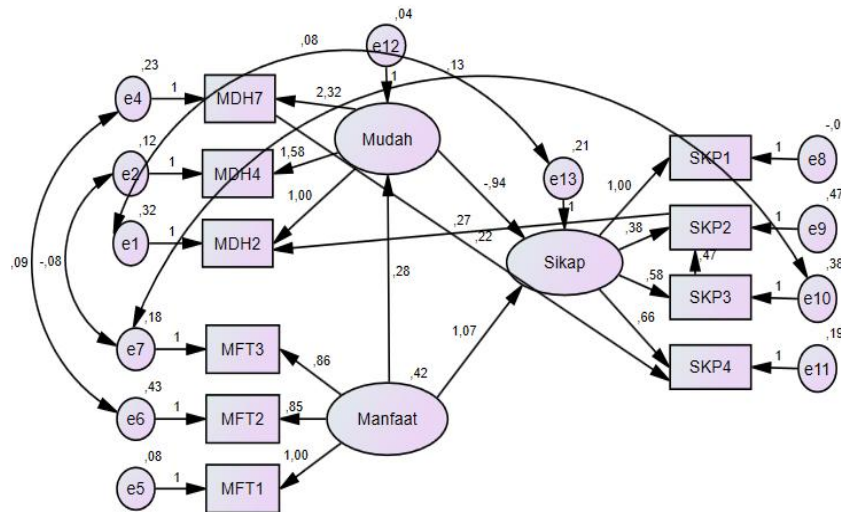 ,04
,08
e12
,23
,13
1
e4
1
MDH7
2,32
Mudah
,12
,21
-,0
e2
1
MDH4
1,58
e13
SKP1
1
e8
,32
1,00
-,94
1
1,00
,47
e1
1
MDH2
,27
,22
,38
SKP2
1
e9
,09
-,08
Sikap
,47
,38
,28
,58
SKP3
1
e10
,18
,66
e7
1
MFT3
,86
1,07
,19
SKP4
1
e11
,43
,42
e6
1
MFT2
,85
Manfaat
,08
1,00
e5
1
MFT1